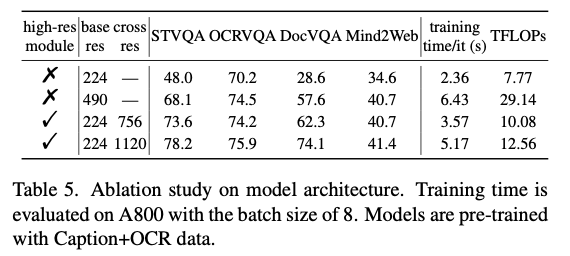 high-res module base res cross res STVQA OCRVQA DocVQA Mind2Web training time/it (s) TFLOPs
✗ 224 — 48.0 70.2 28.6 34.6 2.36 7.77
✗ 490 — 68.1 74.5 57.6 40.7 6.43 29.14
✓ 224 756 73.6 74.2 62.3 40.7 3.57 10.08
✓ 224 1120 78.2 75.9 74.1 41.4 5.17 12.56
Table 5. Ablation study on model architecture. Training time is
evaluated on A800 with the batch size of 8. Models are pre-trained
with Caption+OCR data.